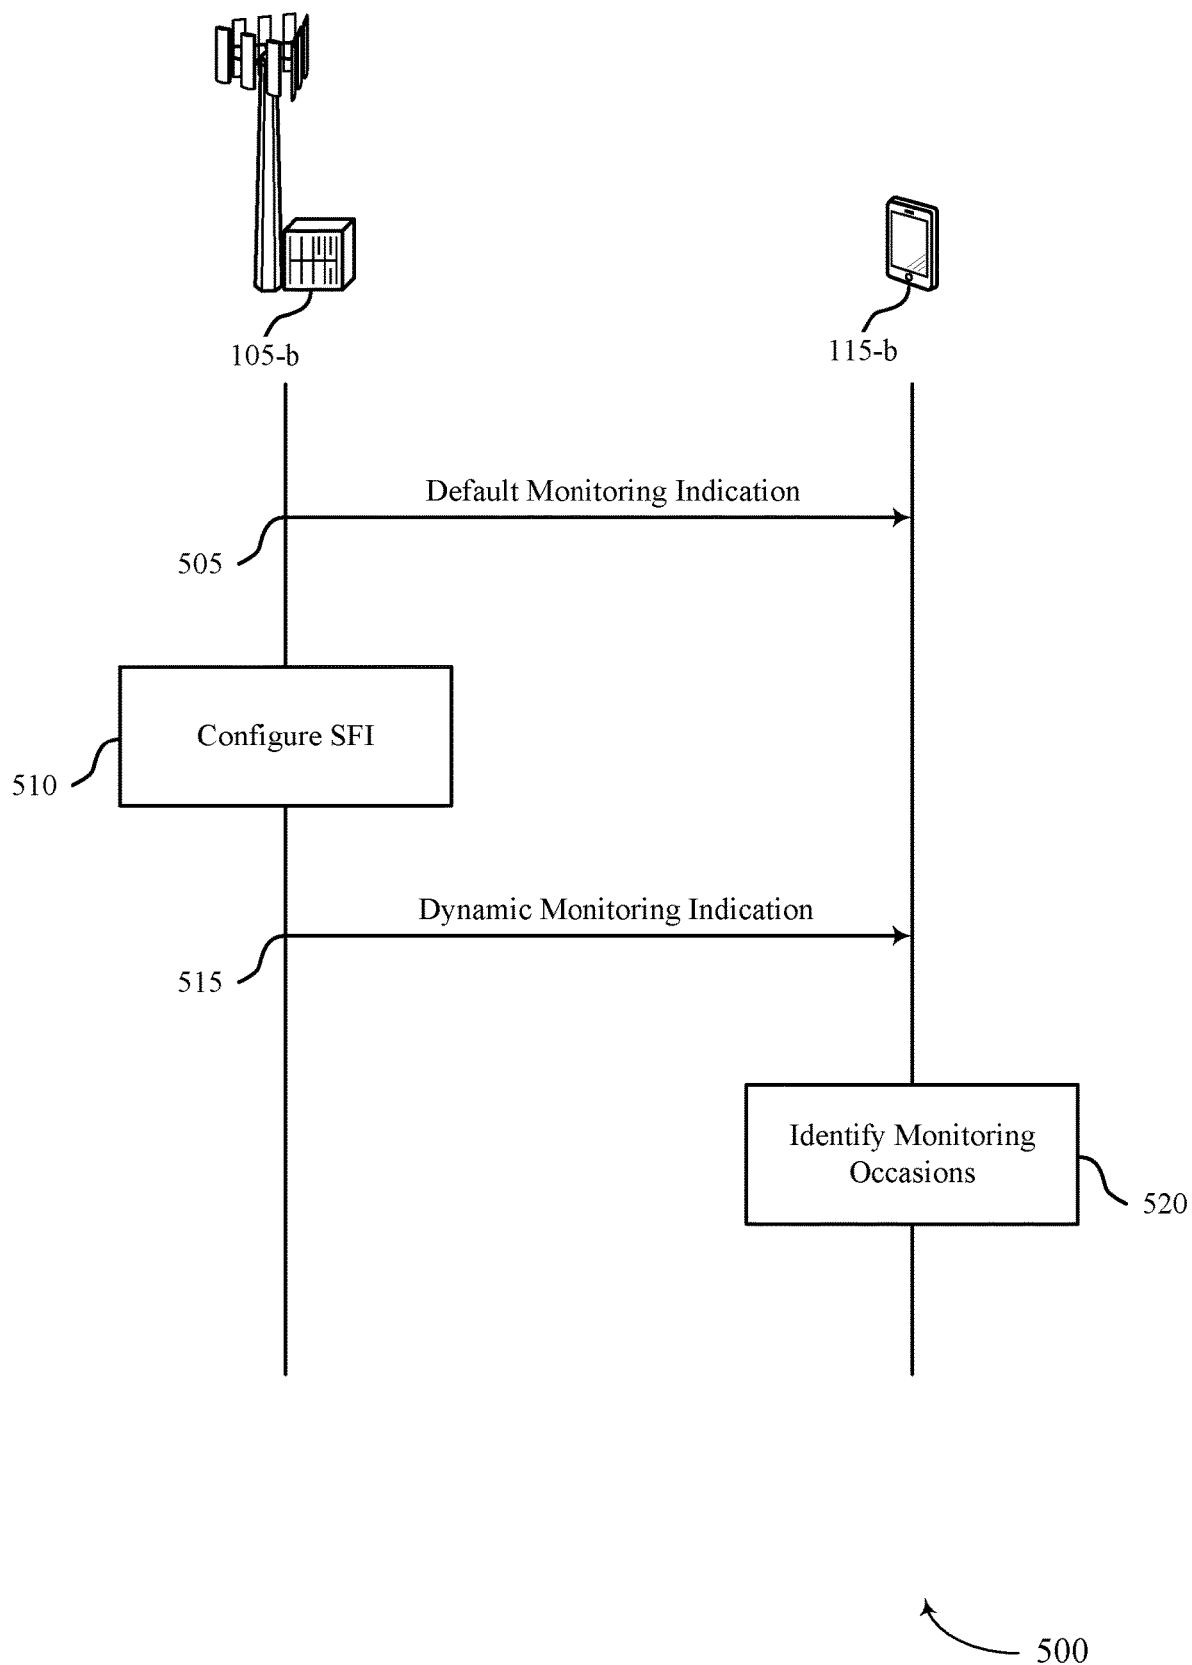 105-b
115-b
Default Monitoring Indication
505
Configure SFI
510
Dynamic Monitoring Indication
515
Identify Monitoring
Occasions
520
500